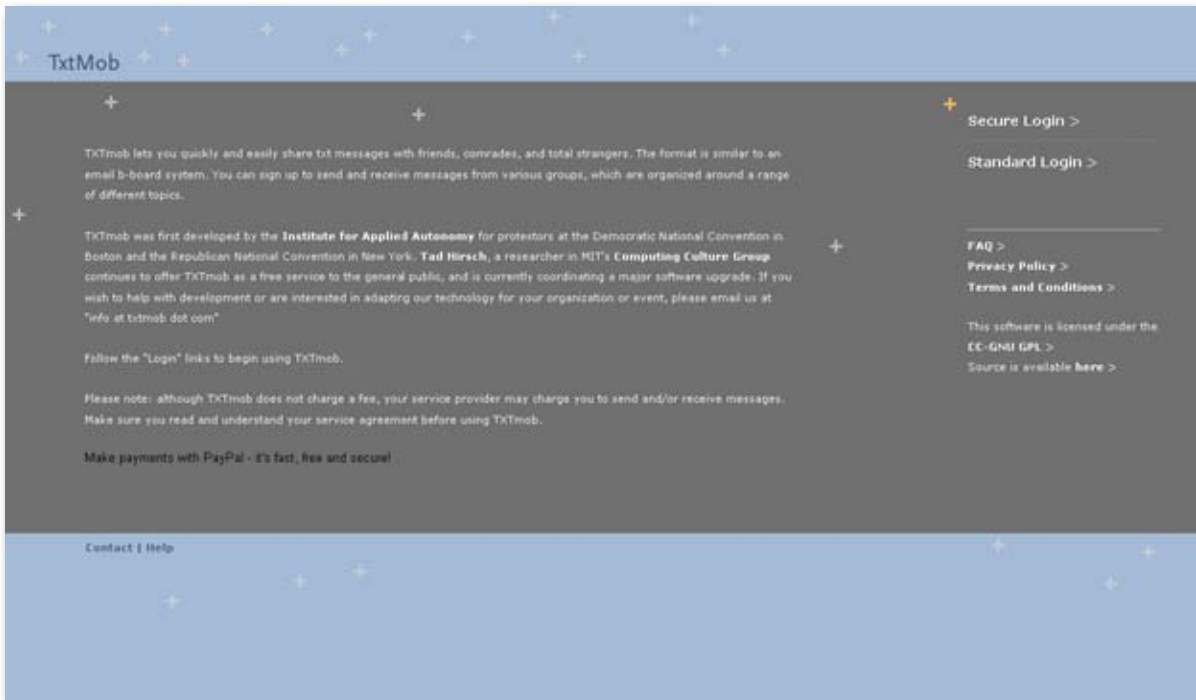 TxtMob
TXTmob lets you quickly and easily share txt messages with friends, comrades, and total strangers. The format is similar to an
email b-board system. You can sign up to send and receive messages from various groups, which are organized around a range
of different topics.
TXTmob was first developed by the Institute for Applied Autonomy for protestors at the Democratic National Convention in
Boston and the Republican National Convention in New York. Tad Hirsch, a researcher in MIT's Computing Culture Group
continues to offer TXTmob as a free service to the general public, and is currently coordinating a major software upgrade. If you
wish to help with development or are interested in adapting our technology for your organization or event, please email us at
"info at txtmob dot com"
Follow the "Login" links to begin using TXTmob.
Please note: although TXTmob does not charge a fee, your service provider may charge you to send and/or receive messages.
Make sure you read and understand your service agreement before using TXTmob.
Make payments with PayPal - it's fast, free and secure!
Secure Login >
Standard Login >
FAQ >
Privacy Policy >
Terms and Conditions >
This software is licensed under the
CC-GNU GPL >
Source is available here >
Contact | Help